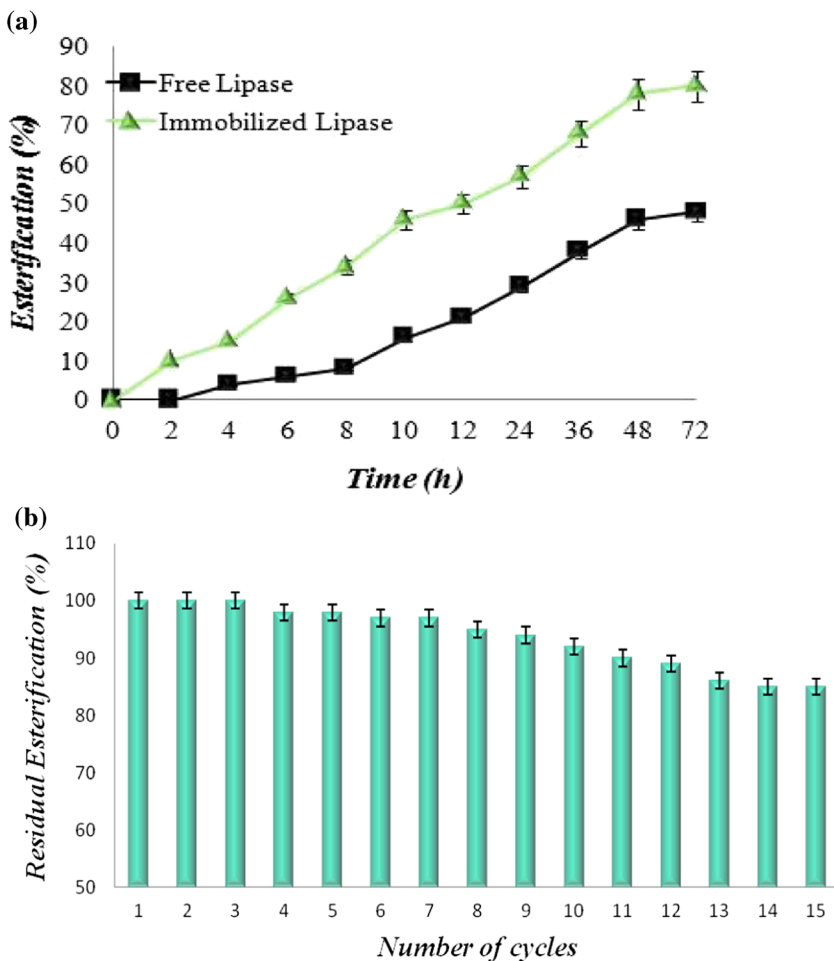 (a)
90
80
70
60
50
40
30
20
10
0
Free Lipase
Immobilized Lipase
Esterification (%)
0 2 4 6 8 10 12 24 36 48 72
Time (h)
(b)
110
100
90
80
70
60
50
Residual Esterification (%)
1 2 3 4 5 6 7 8 9 10 11 12 13 14 15
Number of cycles